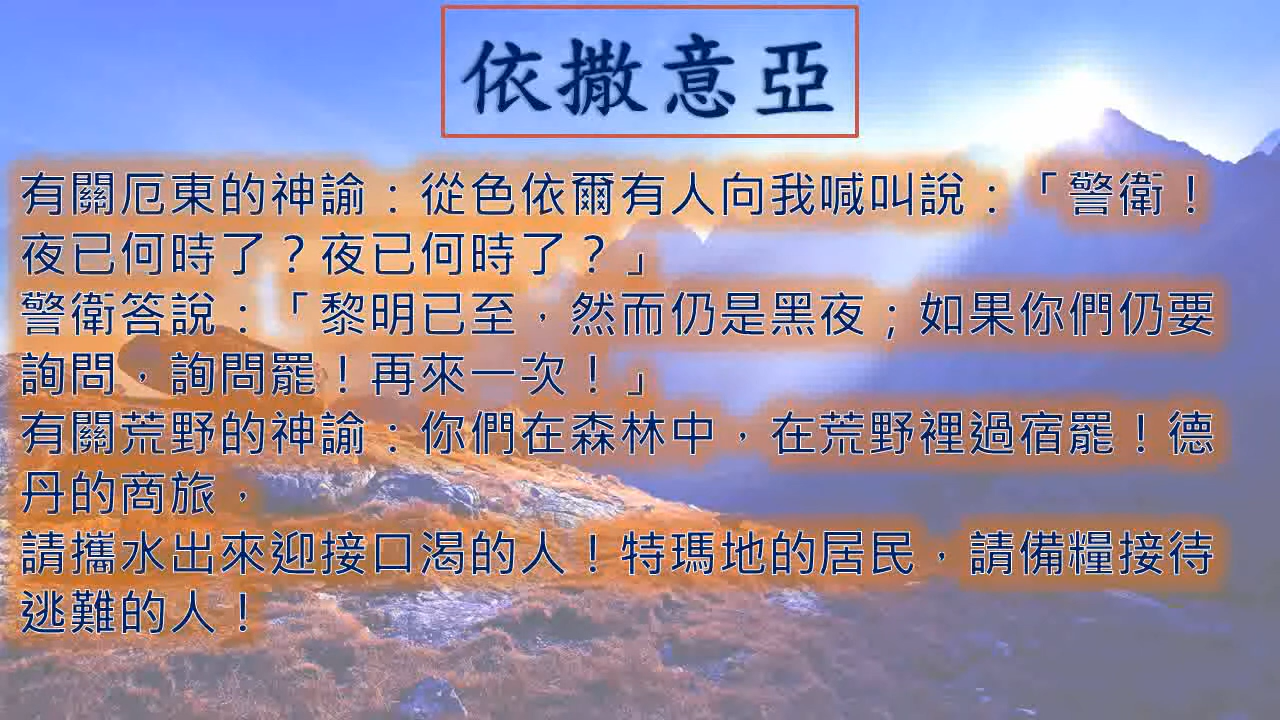 依撒意亞
有關厄東的神諭：從色依爾有人向我喊叫說：「警衛！
夜已何時了？夜已何時了？」
警衛答說：「黎明已至，然而仍是黑夜；如果你們仍要
詢問，詢問罷！再來一次！」
有關荒野的神諭：你們在森林中，在荒野裡過宿罷！德
丹的商旅，
請攜水出來迎接口渴的人！特瑪地的居民，請備糧接待
逃難的人！